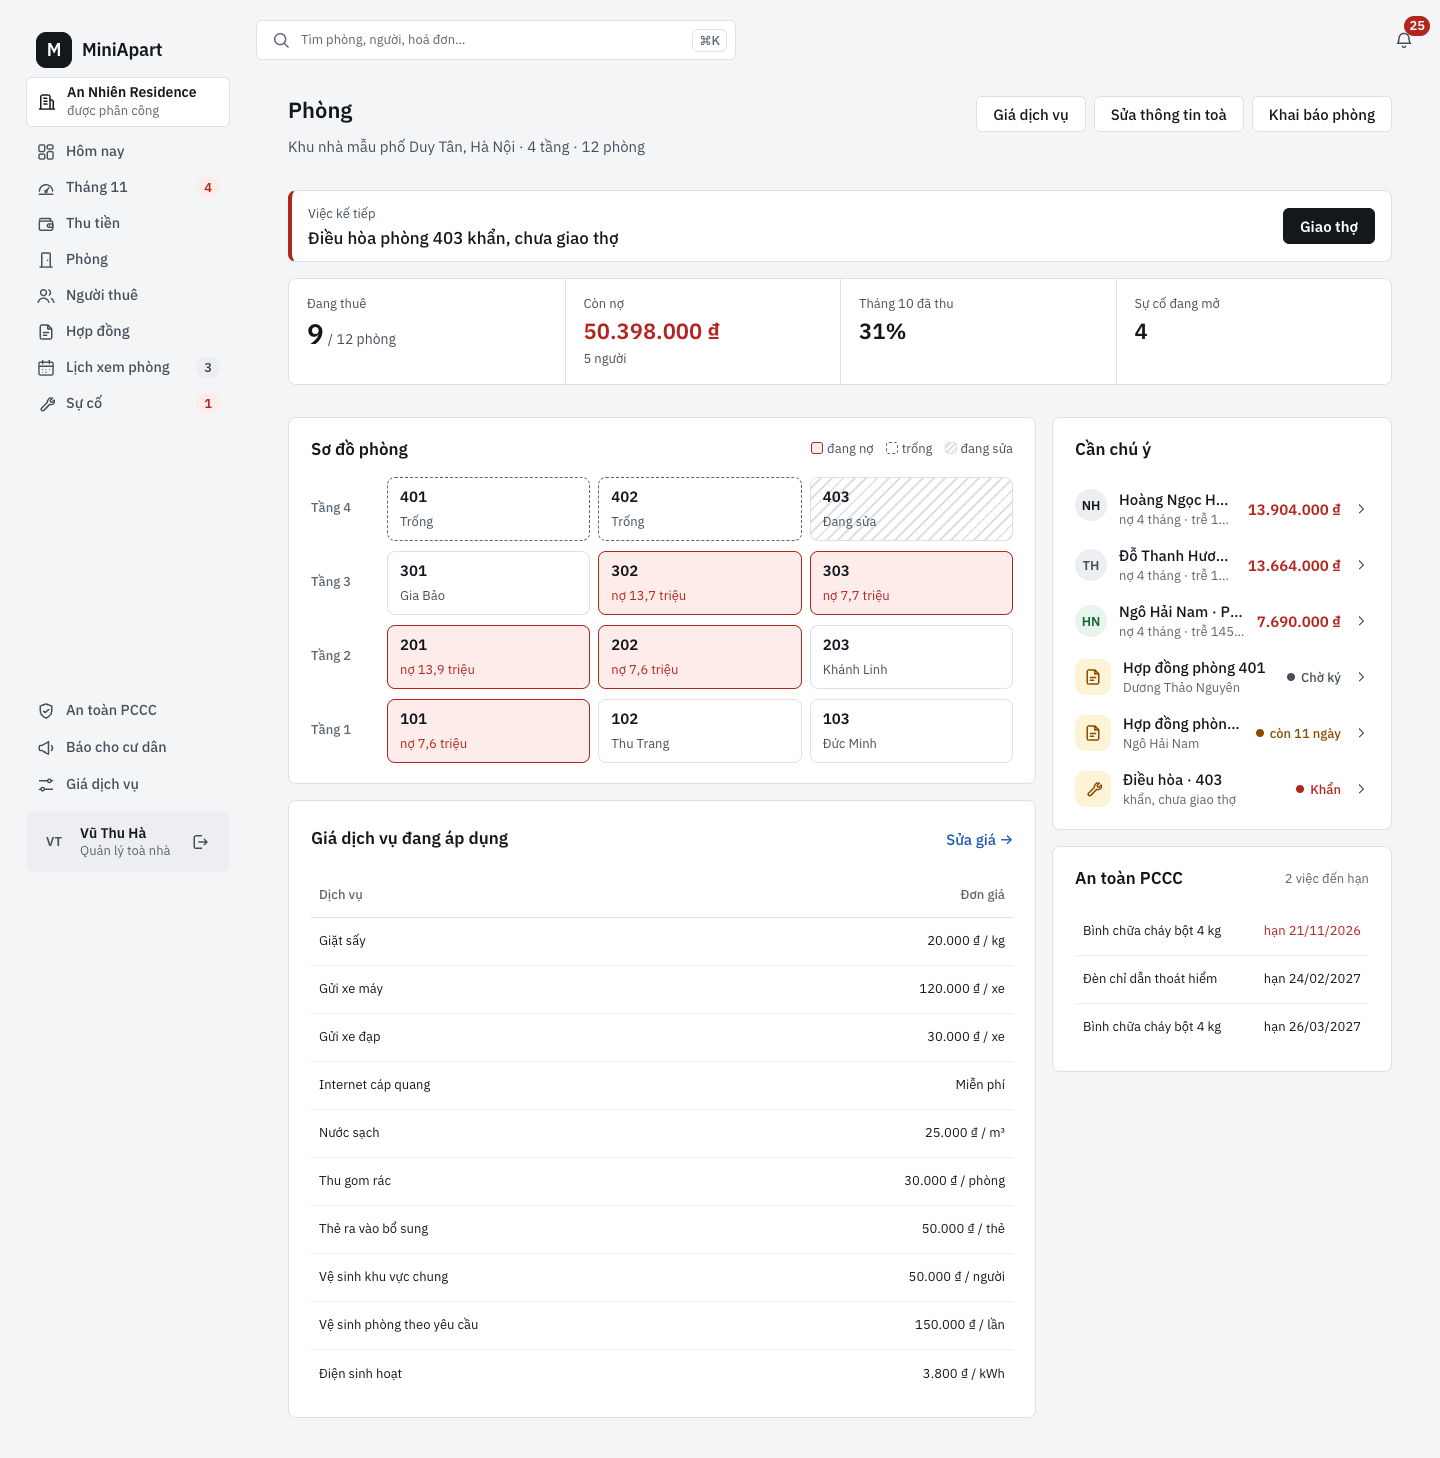 M MiniApart
An Nhiên Residence
được phân công
Hôm nay
Tháng 11 4
Thu tiền
Phòng
Người thuê
Hợp đồng
Lịch xem phòng 3
Sự cố 1
An toàn PCCC
Báo cho cư dân
Giá dịch vụ
VT
Vũ Thu Hà
Quản lý toà nhà
Tìm phòng, người, hoá đơn... ⌘K
25
Phòng
Khu nhà mẫu phố Duy Tân, Hà Nội · 4 tầng · 12 phòng
Giá dịch vụ
Sửa thông tin toà
Khai báo phòng
Việc kế tiếp
Điều hòa phòng 403 khẩn, chưa giao thợ
Giao thợ
Đang thuê
9 / 12 phòng
Còn nợ
50.398.000 ₫
5 người
Tháng 10 đã thu
31%
Sự cố đang mở
4
Sơ đồ phòng
đang nợ trống đang sửa
Tầng 4
401
Trống
402
Trống
403
Đang sửa
Tầng 3
301
Gia Bảo
302
nợ 13,7 triệu
303
nợ 7,7 triệu
Tầng 2
201
nợ 13,9 triệu
202
nợ 7,6 triệu
203
Khánh Linh
Tầng 1
101
nợ 7,6 triệu
102
Thu Trang
103
Đức Minh
Giá dịch vụ đang áp dụng
Sửa giá →
Dịch vụ Đơn giá
Giặt sấy 20.000 ₫ / kg
Gửi xe máy 120.000 ₫ / xe
Gửi xe đạp 30.000 ₫ / xe
Internet cáp quang Miễn phí
Nước sạch 25.000 ₫ / m³
Thu gom rác 30.000 ₫ / phòng
Thẻ ra vào bổ sung 50.000 ₫ / thẻ
Vệ sinh khu vực chung 50.000 ₫ / người
Vệ sinh phòng theo yêu cầu 150.000 ₫ / lần
Điện sinh hoạt 3.800 ₫ / kWh
Cần chú ý
NH
Hoàng Ngọc H...
nợ 4 tháng · trễ 1...
13.904.000 ₫
TH
Đỗ Thanh Hươ...
nợ 4 tháng · trễ 1...
13.664.000 ₫
HN
Ngô Hải Nam · P...
nợ 4 tháng · trễ 145...
7.690.000 ₫
Hợp đồng phòng 401
Dương Thảo Nguyên
Chờ ký
Hợp đồng phòn...
Ngô Hải Nam
còn 11 ngày
Điều hòa · 403
khẩn, chưa giao thợ
Khẩn
An toàn PCCC
2 việc đến hạn
Bình chữa cháy bột 4 kg hạn 21/11/2026
Đèn chỉ dẫn thoát hiểm hạn 24/02/2027
Bình chữa cháy bột 4 kg hạn 26/03/2027